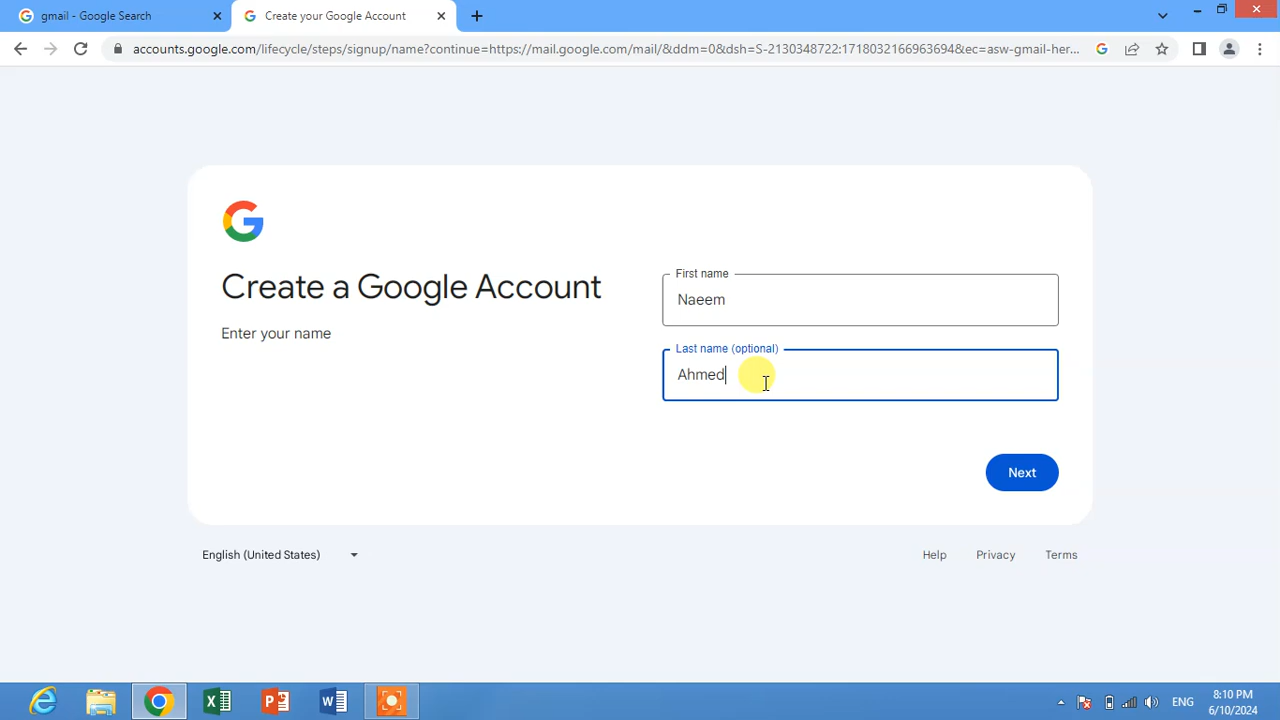 gmail - Google Search
Create your Google Account
accounts.google.com/lifecycle/steps/signup/name?continue=https://mail.google.com/mail/&ddm=0&dsh=S-2130348722:1718032166963694&ec=asw-gmail-her...
Create a Google Account
Enter your name
First name
Naeem
Last name (optional)
Ahmed
Next
English (United States)
Help
Privacy
Terms
ENG
8:10 PM
6/10/2024